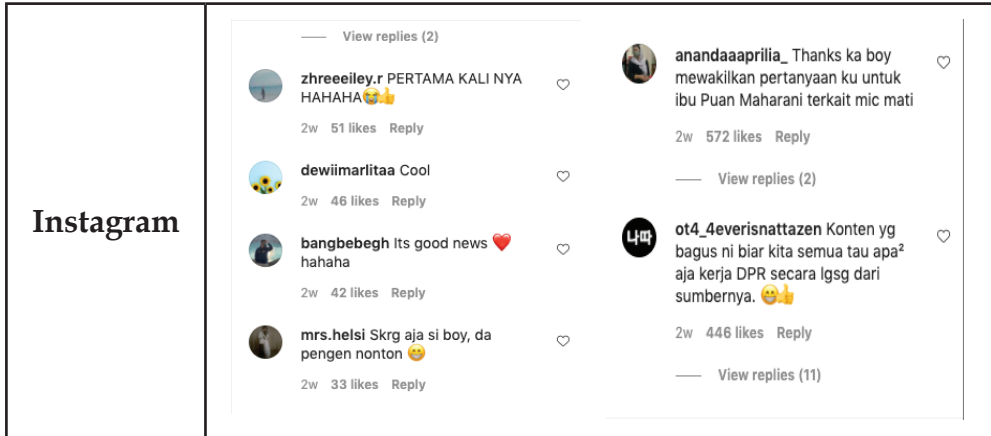 Instagram
View replies (2)
zhreeeiley.r PERTAMA KALI NYA
HAHAHA😭👍
2w 51 likes Reply
dewiimarlitaa Cool
2w 46 likes Reply
bangbebegh Its good news ❤️
hahaha
2w 42 likes Reply
mrs.helsi Skrg aja si boy, da
pengen nonton 😁
2w 33 likes Reply
anandaaaprilia_ Thanks ka boy
mewakilkan pertanyaan ku untuk
ibu Puan Maharani terkait mic mati
2w 572 likes Reply
View replies (2)
나따
ot4_4everisnattazen Konten yg
bagus ni biar kita semua tau apa²
aja kerja DPR secara lgsg dari
sumbernya. 😁👍
2w 446 likes Reply
View replies (11)